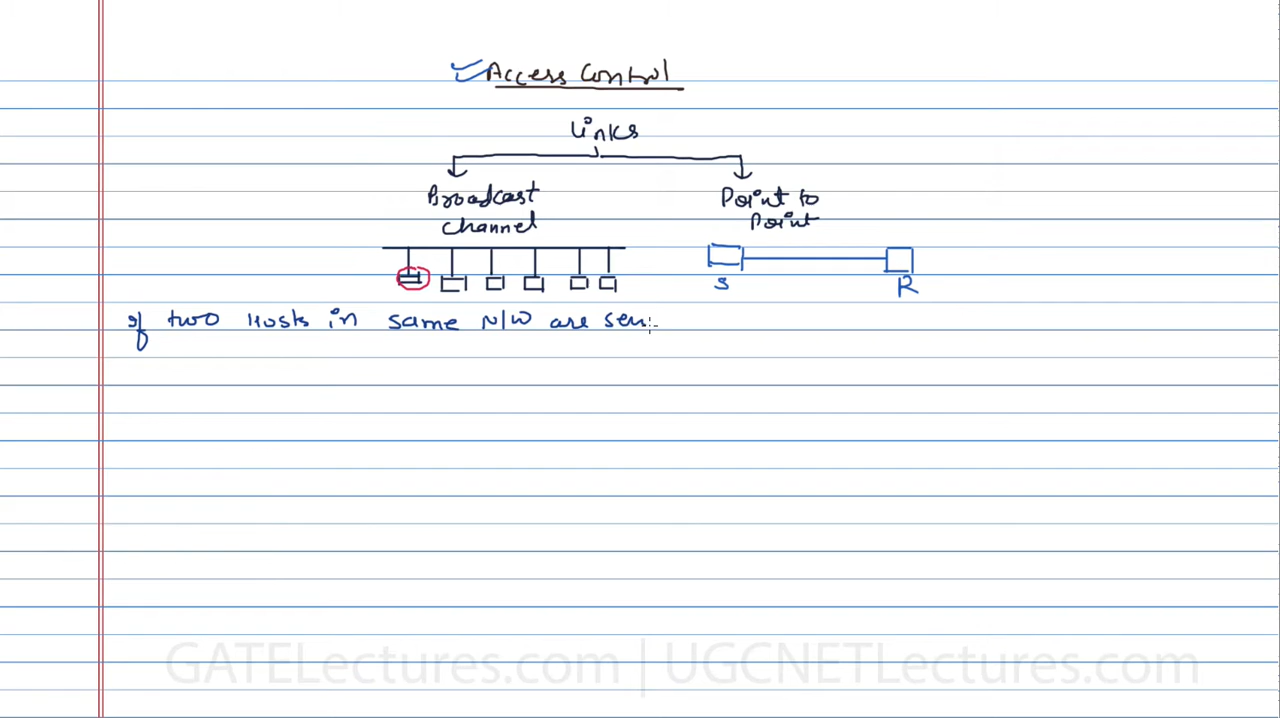 Access Control
Links
Broadcast Point to
Channel Point
S R
If two Hosts in same N/W are sen
GATELectures.com | UGCNETLectures.com